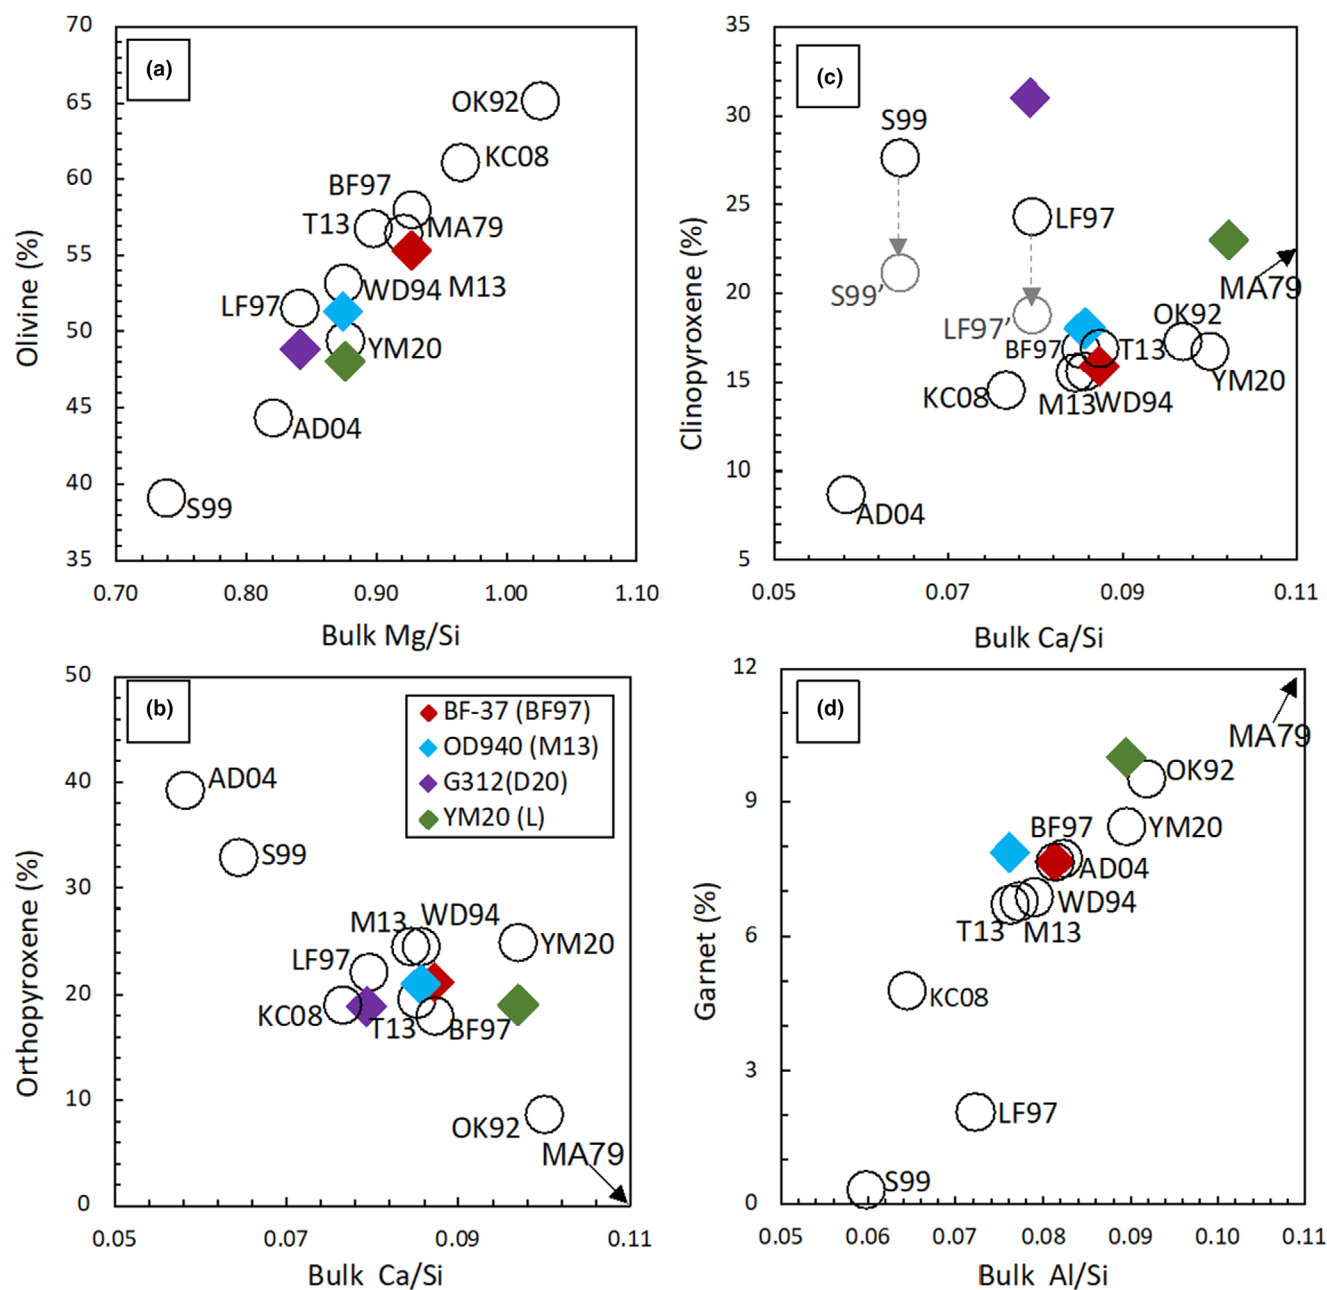 (a)
70
65
60
55
50
45
40
35
Olivine (%)
OK92
KC08
BF97
T13
MA79
WD94 M13
LF97
YM20
AD04
S99
0.70 0.80 0.90 1.00 1.10
Bulk Mg/Si
(c)
35
30
25
20
15
10
5
Clinopyroxene (%)
S99
LF97
S99’
LF97’
MA79
OK92
BF97
T13
YM20
KC08
M13
WD94
AD04
0.05 0.07 0.09 0.11
Bulk Ca/Si
(b)
50
40
30
20
10
0
Orthopyroxene (%)
BF-37 (BF97)
OD940 (M13)
G312(D20)
YM20 (L)
AD04
S99
M13
WD94
YM20
LF97
KC08
T13
BF97
OK92
MA79
0.05 0.07 0.09 0.11
Bulk Ca/Si
(d)
12
9
6
3
0
Garnet (%)
MA79
OK92
BF97
YM20
AD04
WD94
T13
M13
KC08
LF97
S99
0.05 0.06 0.07 0.08 0.09 0.10 0.11
Bulk Al/Si